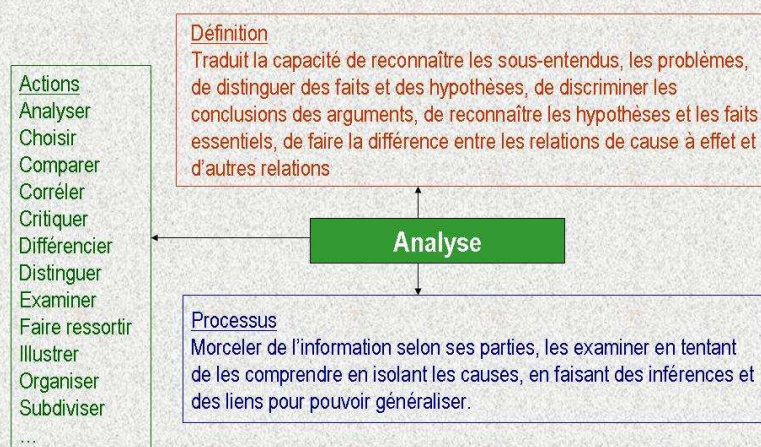 Définition
Traduit la capacité de reconnaître les sous-entendus, les problèmes,
de distinguer des faits et des hypothèses, de discriminer les
conclusions des arguments, de reconnaître les hypothèses et les faits
essentiels, de faire la différence entre les relations de cause à effet et
d'autres relations
Actions
Analyser
Choisir
Comparer
Corréler
Critiquer
Différencier
Distinguer
Examiner
Faire ressortir
Illustrer
Organiser
Subdiviser
...
Analyse
Processus
Morceler de l'information selon ses parties, les examiner en tentant
de les comprendre en isolant les causes, en faisant des inférences et
des liens pour pouvoir généraliser.